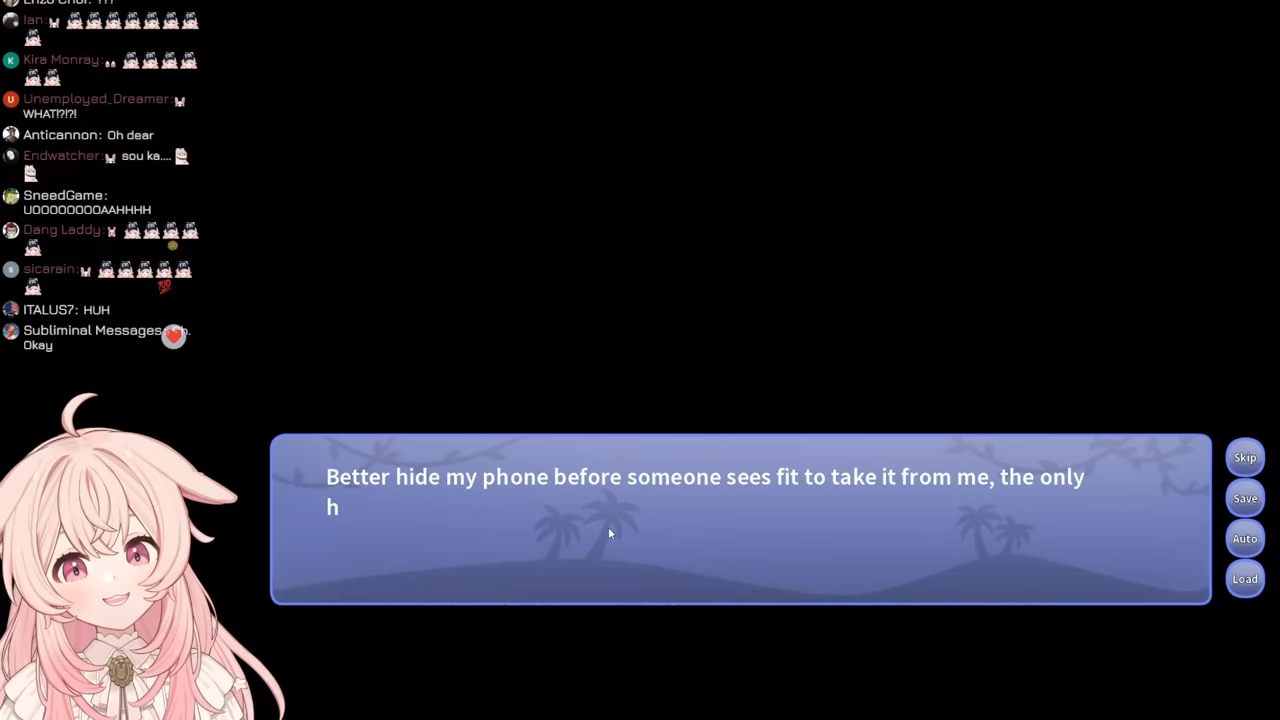 Ian:
Kira Monray:
K
Unemployed_Dreamer:
U
WHAT!?!?!
Anticannon: Oh dear
Endwatcher: sou ka....
SneedGame:
UOOOOOOOOAAHHHH
Dang Laddy:
sicarain:
S
100
ITALUS7: HUH
Subliminal Messages
Okay
Better hide my phone before someone sees fit to take it from me, the only
h
Skip
Save
Auto
Load